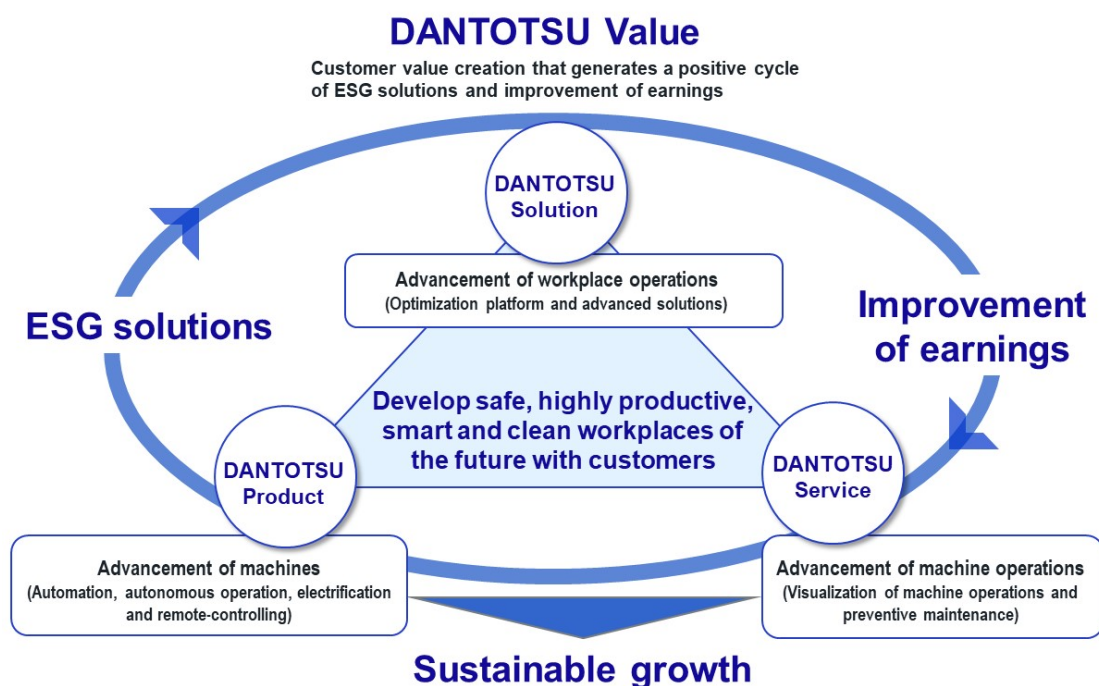 DANTOTSU Value
Customer value creation that generates a positive cycle
of ESG solutions and improvement of earnings
DANTOTSU
Solution
Advancement of workplace operations
(Optimization platform and advanced solutions)
ESG solutions
Improvement
of earnings
Develop safe, highly productive,
smart and clean workplaces of
the future with customers
DANTOTSU
Product
DANTOTSU
Service
Advancement of machines
(Automation, autonomous operation, electrification
and remote-controlling)
Advancement of machine operations
(Visualization of machine operations and
preventive maintenance)
Sustainable growth